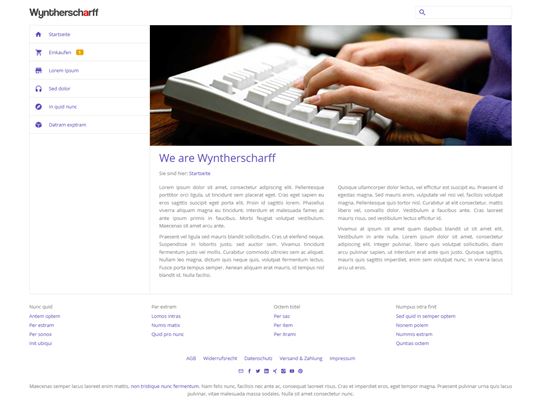 Wyntherscharff
Startseite
Einkaufen
Lorem ipsum
Sed dolor
In quid nunc
Datram exptram
We are Wyntherscharff
Sie sind hier: Startseite
Lorem ipsum dolor sit amet, consectetur adipiscing elit. Pellentesque
porttitor orci ligula, ut tincidunt sem placerat eget. Cras eget sapien eu
eros sagittis suscipit eget porta elit. Proin id sagittis lorem. Phasellus
viverra aliquam magna eu tincidunt. Interdum et malesuada fames ac
ante ipsum primis in faucibus. Morbi feugiat volutpat vestibulum.
Maecenas sit amet arcu ante.
Praesent vel ligula sed mauris blandit sollicitudin. Cras ut eleifend neque.
Suspendisse in lobortis justo, sed auctor sem. Vivamus tincidunt
fermentum justo vel mollis. Curabitur commodo ultricies sem ac aliquet.
Nullam leo magna, dictum quis neque quis, volutpat fermentum lectus.
Fusce porta tempus semper. Aenean aliquam erat mauris, id tempus nisl
blandit id. Nulla facilisi.
Quisque ullamcorper dolor lectus, vel efficitur est suscipit eu. Praesent id
egestas magna. Sed mauris enim, vulputate vel nisi vel, facilisis volutpat
magna. Pellentesque quis tortor nisl. Curabitur at elit consectetur, mattis
libero vel, convallis dolor. Vestibulum a faucibus ante. Cras laoreet
mauris risus, sed vestibulum lectus efficitur id.
Vivamus at ipsum sit amet quam dapibus blandit ut sit amet elit.
Vestibulum in ante nulla. Lorem ipsum dolor sit amet, consectetur
adipiscing elit. Integer pulvinar, libero quis volutpat sollicitudin, diam
arcu pulvinar sapien, ut interdum erat ante quis justo. Quisque sagittis,
mauris quis sagittis imperdiet, enim sem volutpat nunc, in viverra lacus
arcu ut eros.
Nunc quid
Antem optem
Per estram
Per sonos
Init ubiqui
Per extram
Lomos intras
Numis matix
Quid pro nunc
Octem titiel
Per sac
Per item
Per itrami
Numpus otra find
Sed quid in semper optem
Nonem polem
Nummis extram
Quntias octem
AGB Widerrufsrecht Datenschutz Versand & Zahlung Impressum
Maecenas semper lacus laoreet enim mattis, non tristique nunc fermentum. Nam felis nunc, facilisis nec ante ac, consequat laoreet risus. Cras et imperdiet eros, eget tempor magna. Praesent pulvinar urna quis lacus
pulvinar, vitae malesuada massa sodales. Nulla sit amet consectetur nunc.